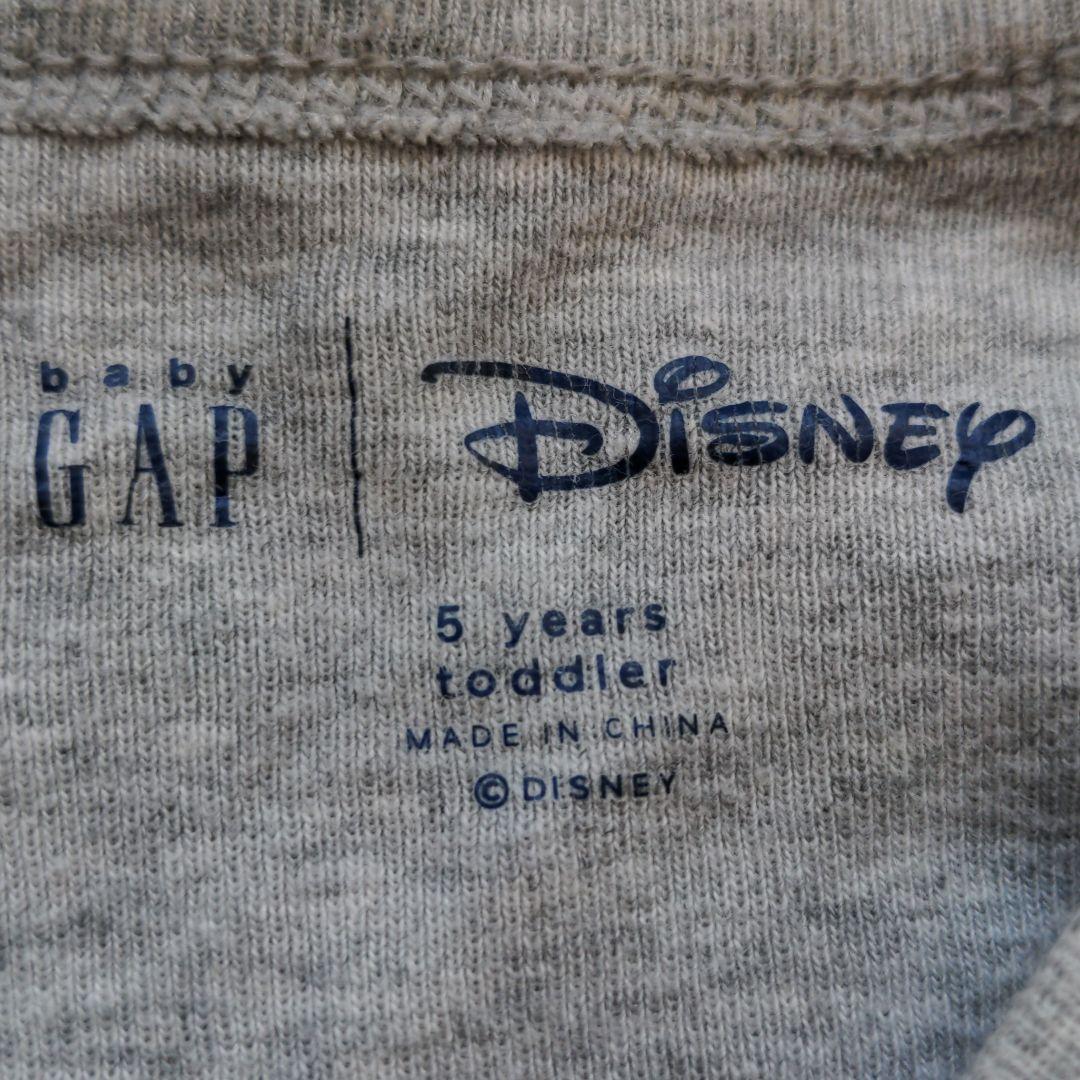 baby
GAP
Disney
5 years
toddler
MADE IN CHINA
©DISNEY